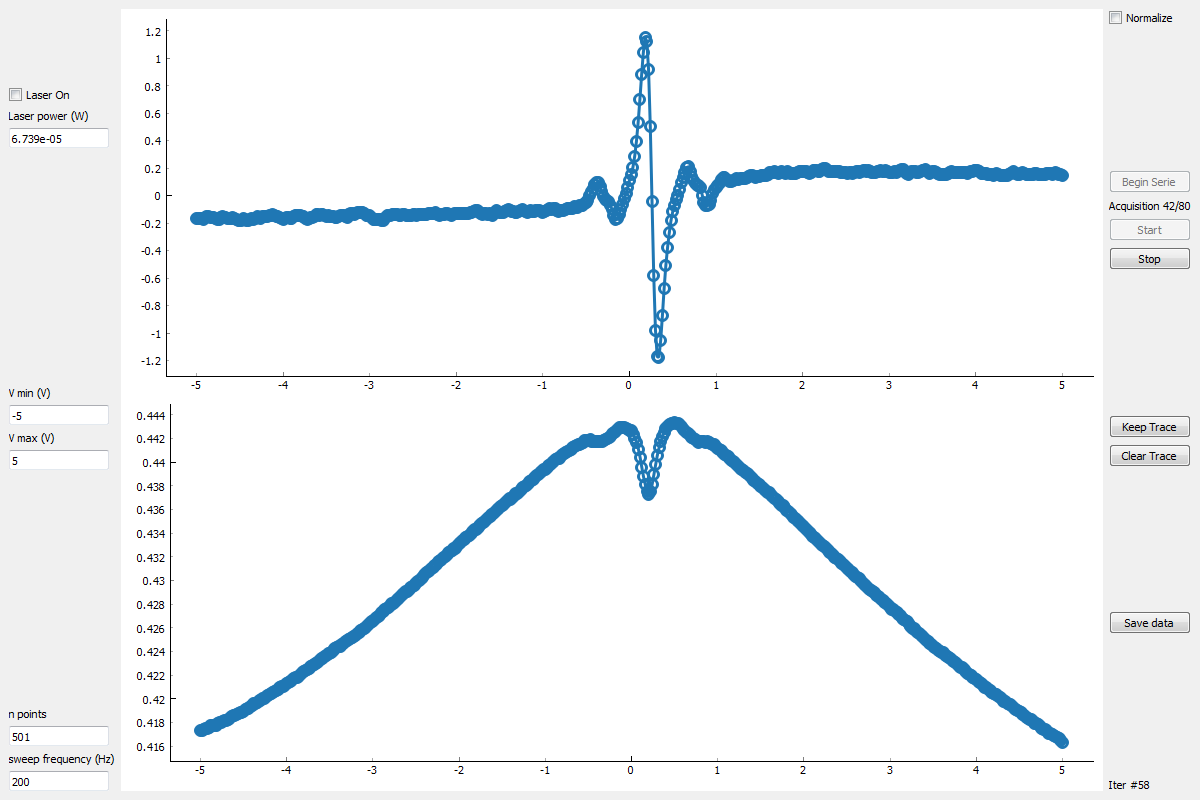 Laser On
Laser power (W)
6.739e-05
V min (V)
-5
V max (V)
5
n points
501
sweep frequency (Hz)
200
1.2
1
0.8
0.6
0.4
0.2
0
-0.2
-0.4
-0.6
-0.8
-1
-1.2
-5 -4 -3 -2 -1 0 1 2 3 4 5
0.444
0.442
0.44
0.438
0.436
0.434
0.432
0.43
0.428
0.426
0.424
0.422
0.42
0.418
0.416
-5 -4 -3 -2 -1 0 1 2 3 4 5
Normalize
Begin Serie
Acquisition 42/80
Start
Stop
Keep Trace
Clear Trace
Save data
Iter #58